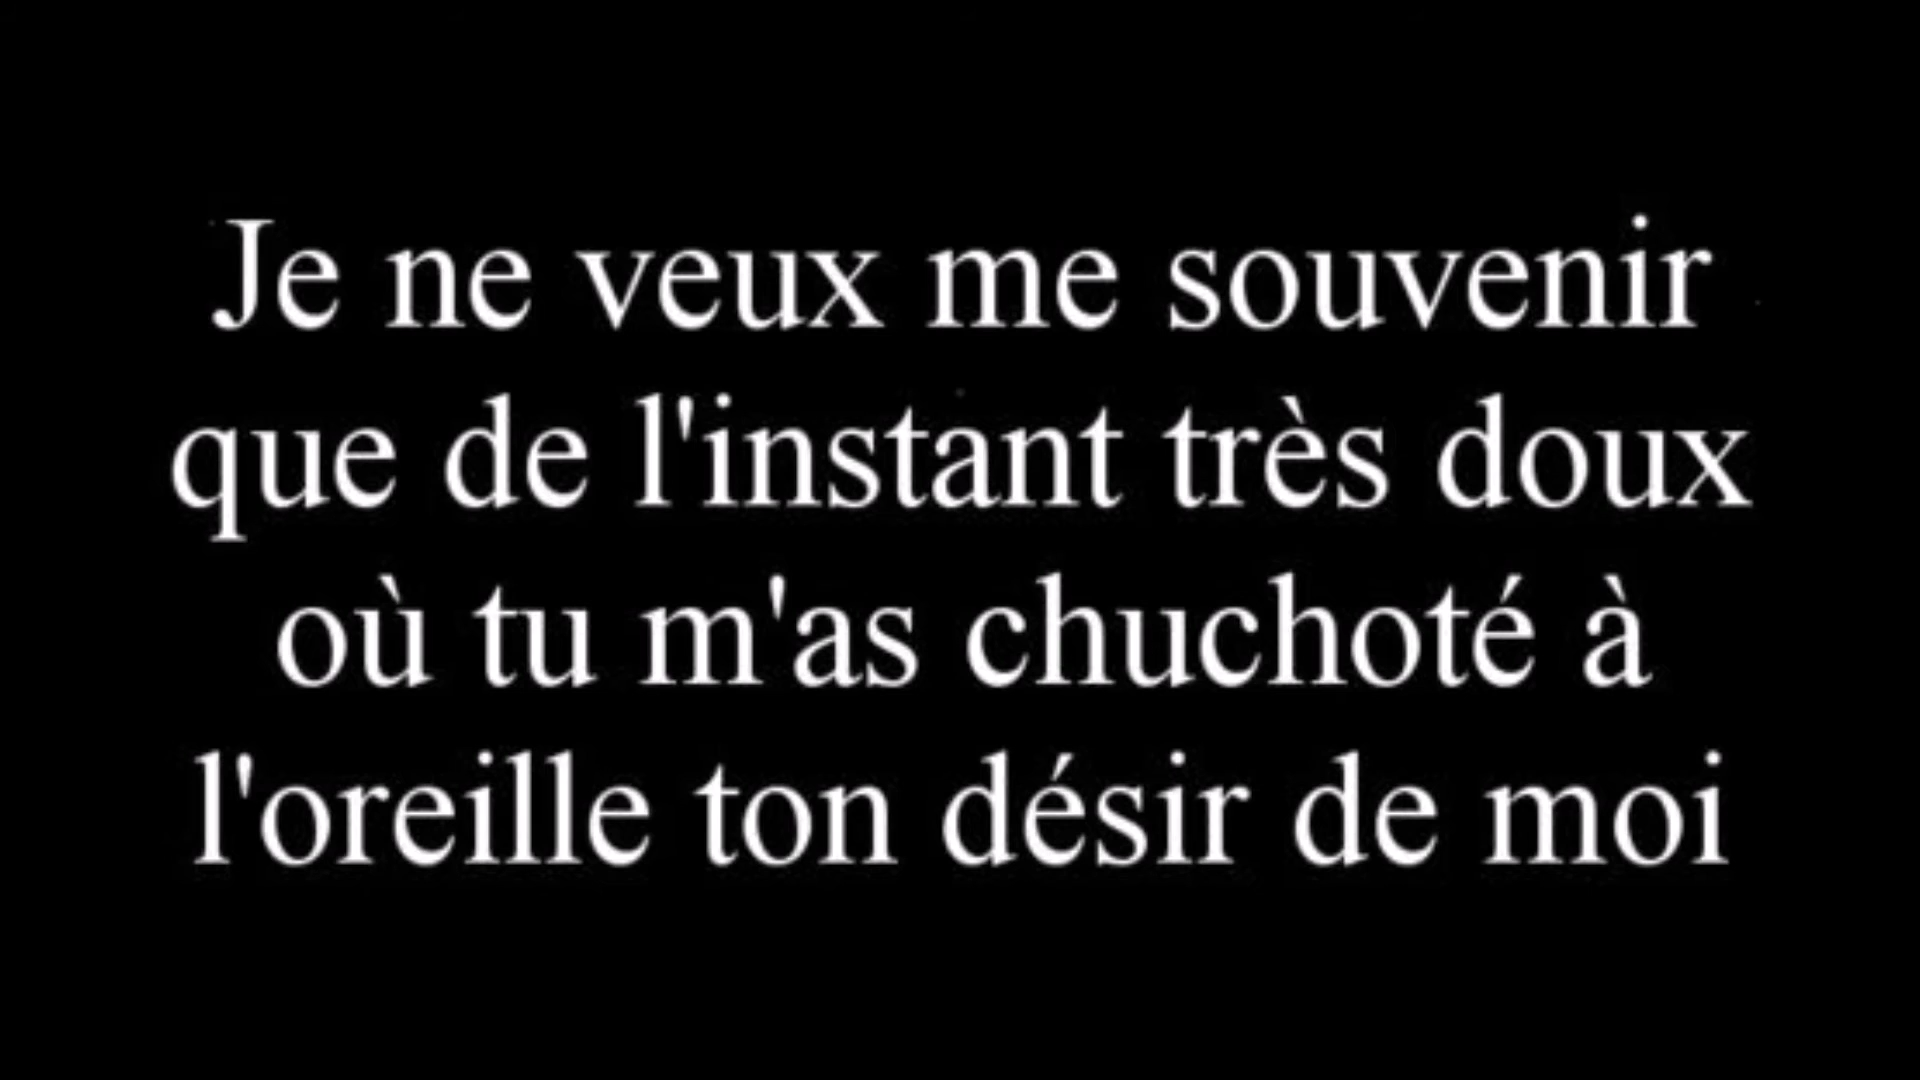 Je ne veux me souvenir
que de l'instant très doux
où tu m'as chuchoté à
l'oreille ton désir de moi